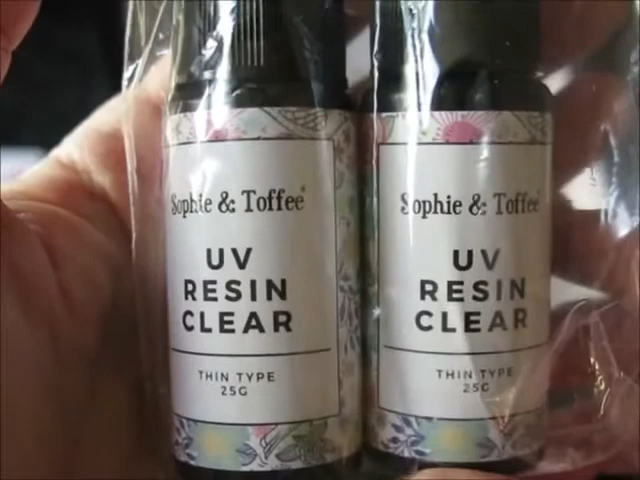 Sophie & Toffee®
UV
RESIN
CLEAR
THIN TYPE
25G
Sophie & Toffee
UV
RESIN
CLEAR
THIN TYPE
25G